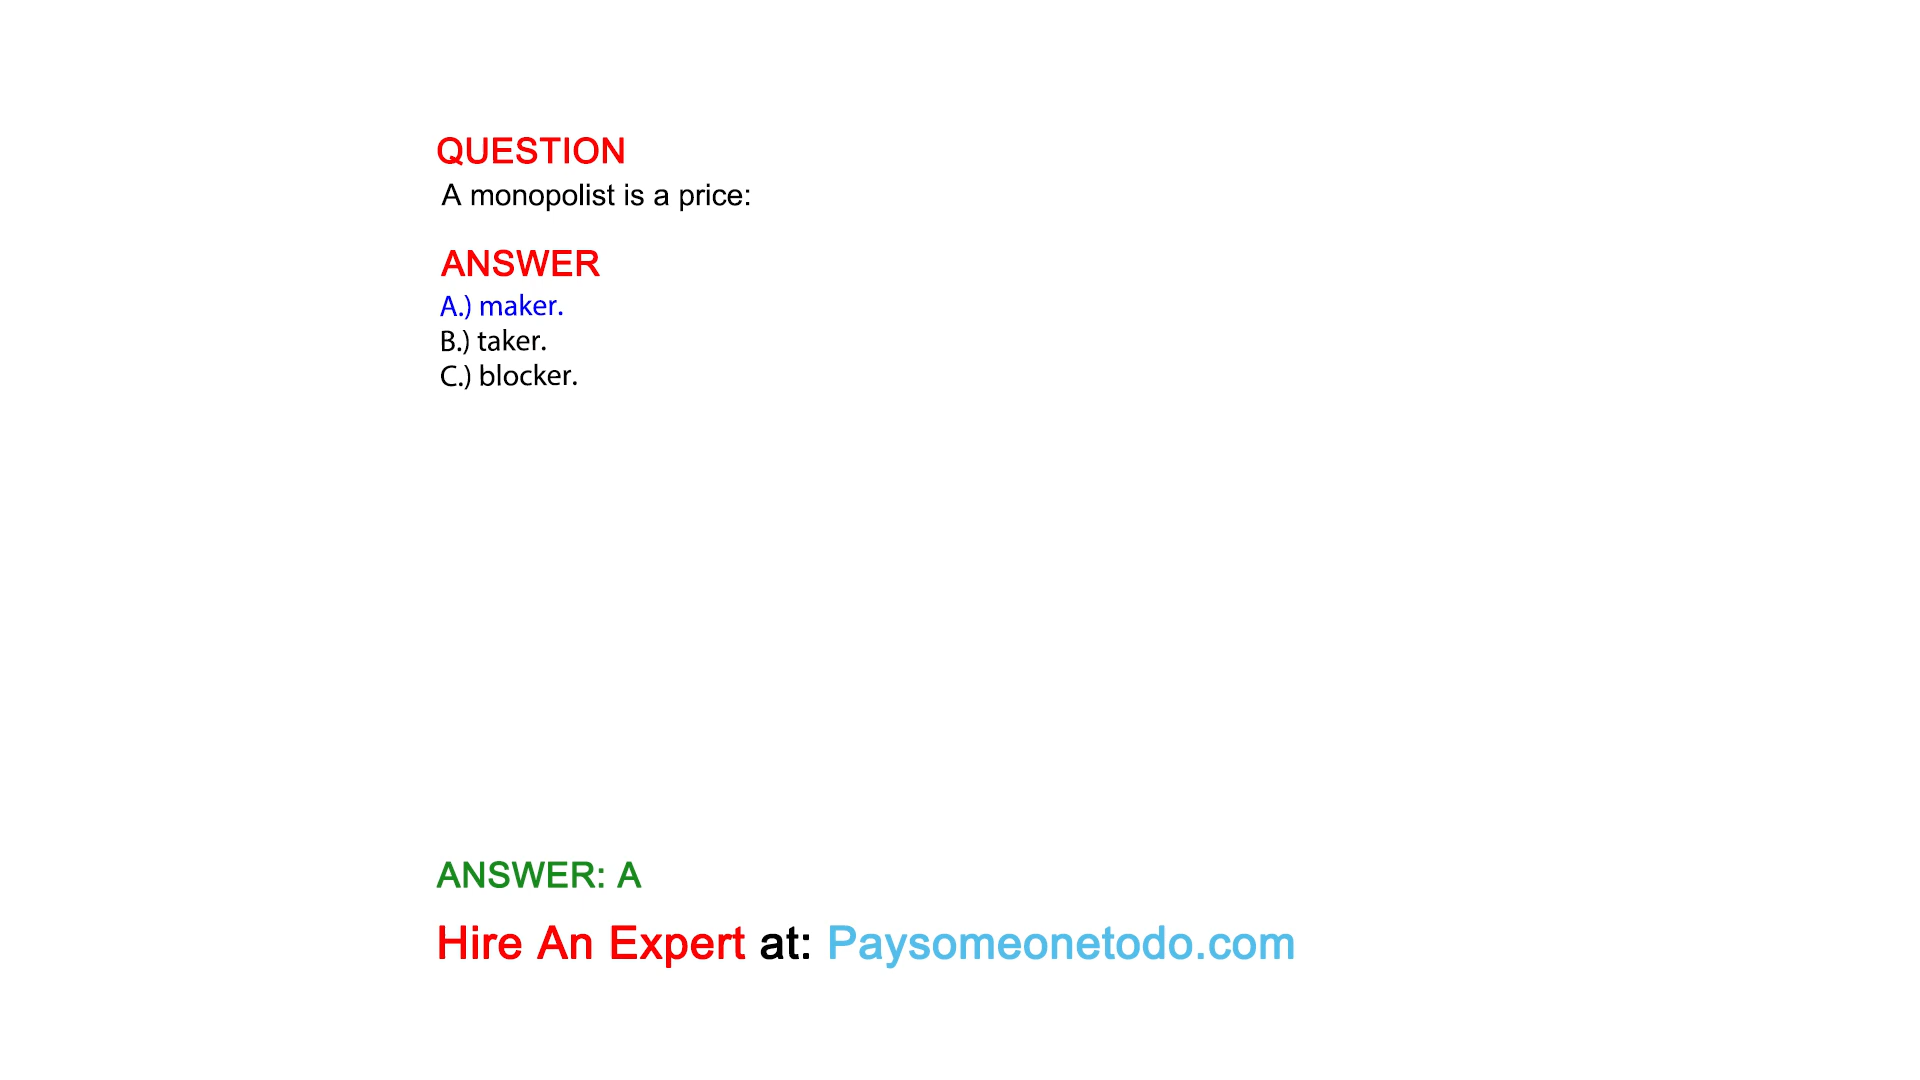 QUESTION
A monopolist is a price:
ANSWER
A.) maker.
B.) taker.
C.) blocker.
ANSWER: A
Hire An Expert at: Paysomeonetodo.com